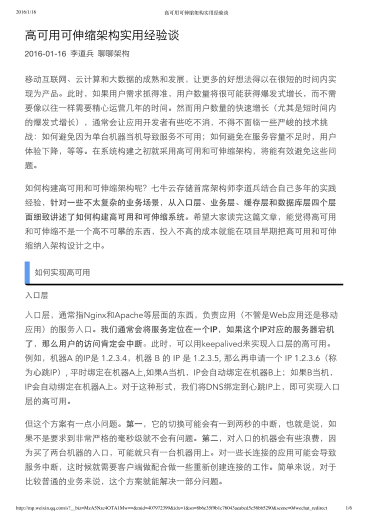 2016/1/16
高可用可伸缩架构实用经验谈
高可用可伸缩架构实用经验谈
2016-01-16 李道兵 聊聊架构
移动互联网、云计算和大数据的成熟和发展，让更多的好想法得以在很短的时间内实
现为产品。此时，如果用户需求抓得准，用户数量将很可能获得爆发式增长，而不需
要像以往一样需要精心运营几年的时间。然而用户数量的快速增长（尤其是短时间内
的爆发式增长），通常会让应用开发者有些吃不消，不得不面临一些严峻的技术挑
战：如何避免因为单台机器当机导致服务不可用；如何避免在服务容量不足时，用户
体验下降，等等。在系统构建之初就采用高可用和可伸缩架构，将能有效避免这些问
题。
如何构建高可用和可伸缩架构呢？七牛云存储首席架构师李道兵结合自己多年的实践
经验，针对一些不太复杂的业务场景，从入口层、业务层、缓存层和数据库层四个层
面细致讲述了如何构建高可用和可伸缩系统。希望大家读完这篇文章，能觉得高可用
和可伸缩不是一个高不可攀的东西，投入不高的成本就能在项目早期把高可用和可伸
缩纳入架构设计之中。
如何实现高可用
入口层
入口层，通常指Nginx和Apache等层面的东西，负责应用（不管是Web应用还是移动
应用）的服务入口。我们通常会将服务定位在一个IP，如果这个IP对应的服务器宕机
了，那么用户的访问肯定会中断。此时，可以用keepalived来实现入口层的高可用。
例如，机器A 的IP是 1.2.3.4，机器 B 的 IP 是 1.2.3.5, 那么再申请一个 IP 1.2.3.6（称
为心跳IP）, 平时绑定在机器A上,如果A当机，IP会自动绑定在机器B上；如果B当机，
IP会自动绑定在机器A上。对于这种形式，我们将DNS绑定到心跳IP上，即可实现入口
层的高可用。
但这个方案有一点小问题。第一，它的切换可能会有一到两秒的中断，也就是说，如
果不是要求到非常严格的毫秒级就不会有问题。第二，对入口的机器会有些浪费，因
为买了两台机器的入口，可能就只有一台机器用上。对一些长连接的应用可能会导致
服务中断，这时候就需要客户端做配合做一些重新创建连接的工作。简单来说，对于
比较普通的业务来说，这个方案就能解决一部分问题。
1/8